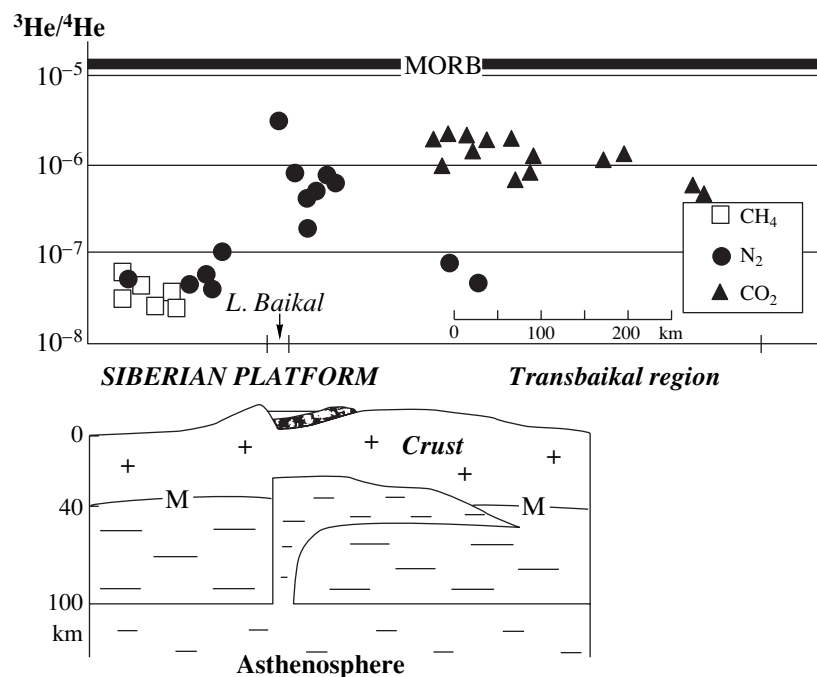 ³He/⁴He
MORB
10⁻⁵
10⁻⁶
10⁻⁷
10⁻⁸
CH₄
N₂
CO₂
L. Baikal
0 100 200 km
SIBERIAN PLATFORM Transbaikal region
0
Crust
+ + + + +
M M
40
100
km
Asthenosphere